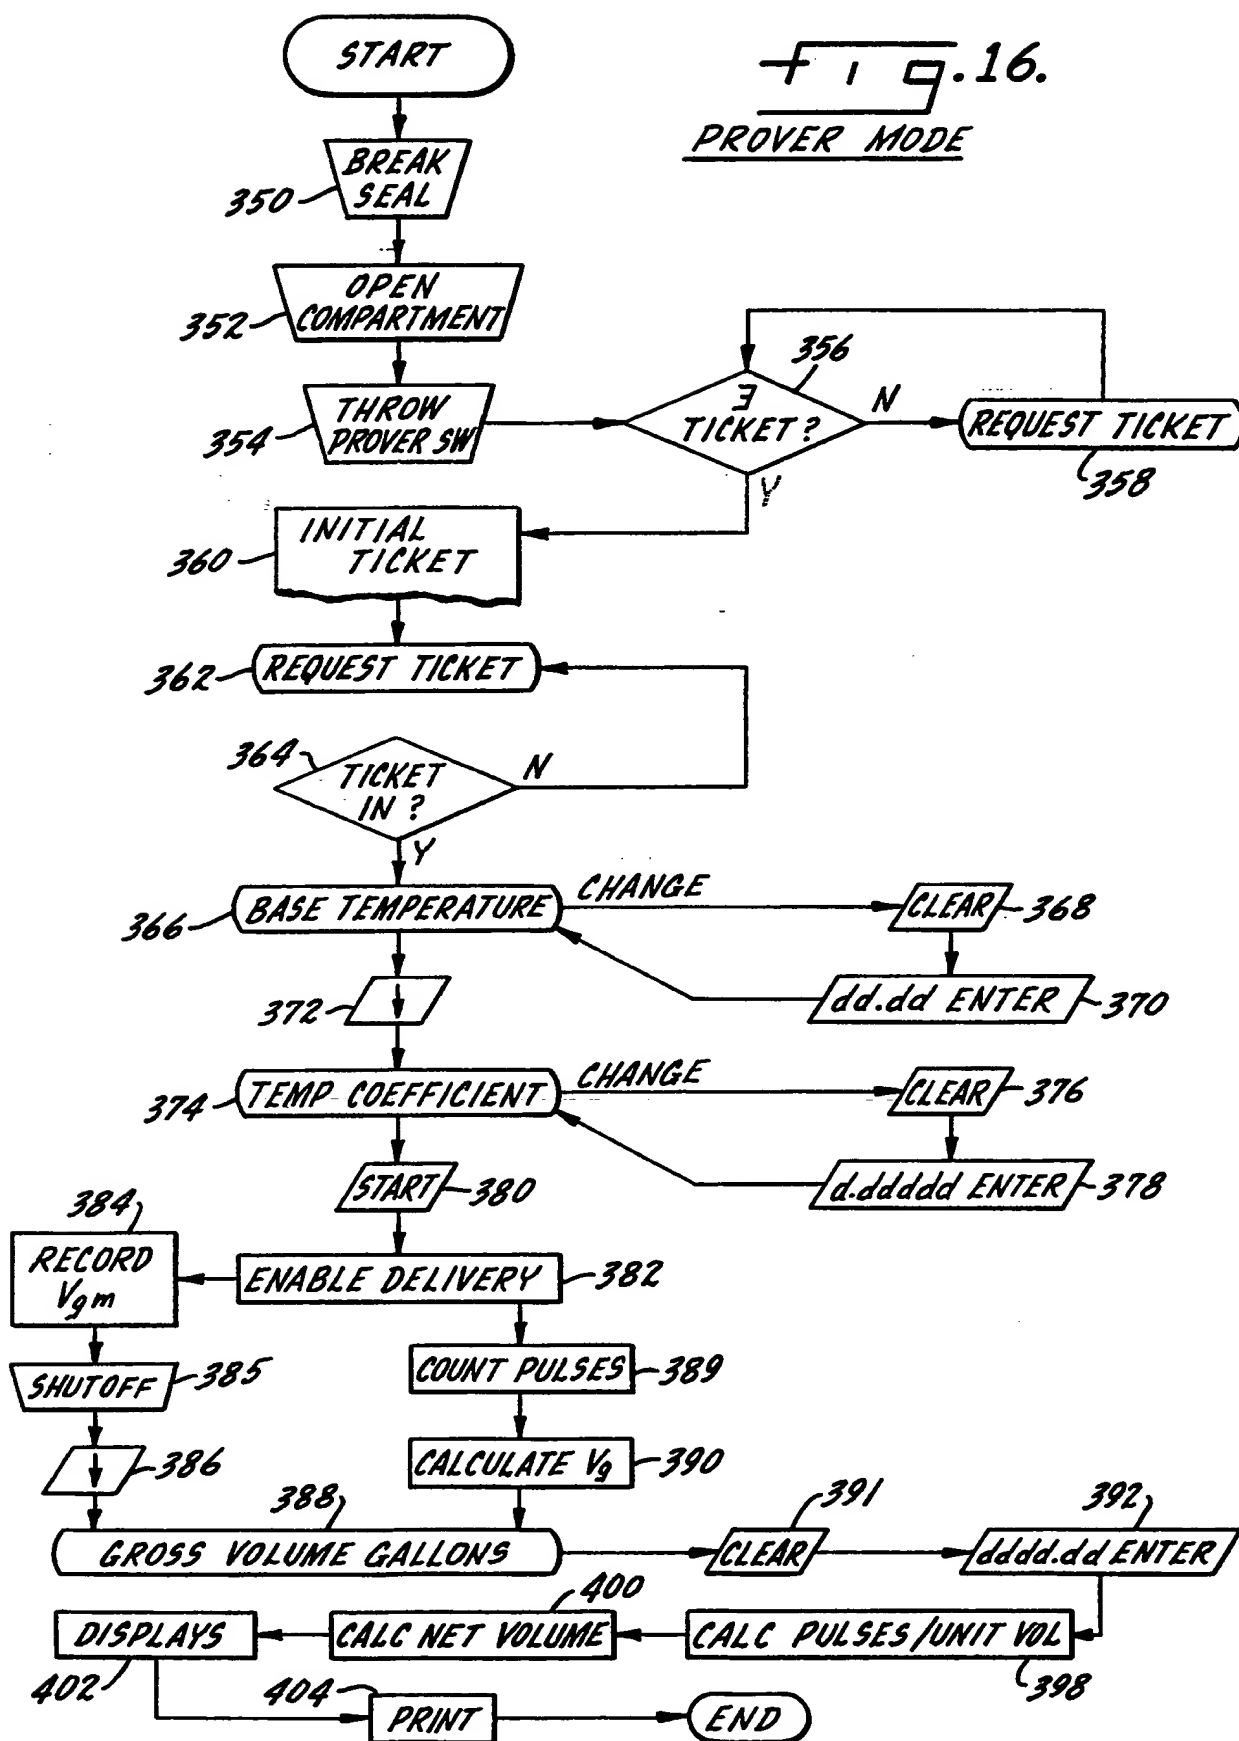 START
fig.16.
PROVER MODE
BREAK
SEAL
350
OPEN
COMPARTMENT
352
THROW
PROVER SW
354
356
∃
TICKET?
N
REQUEST TICKET
358
Y
INITIAL
TICKET
360
REQUEST TICKET
362
364
TICKET
IN?
N
Y
BASE TEMPERATURE
366
CHANGE
CLEAR
368
dd.dd ENTER
370
↓
372
TEMP COEFFICIENT
374
CHANGE
CLEAR
376
d.ddddd ENTER
378
START
380
384
RECORD
Vgm
ENABLE DELIVERY
382
SHUTOFF
385
COUNT PULSES
389
↓
386
CALCULATE Vg
390
388
GROSS VOLUME GALLONS
391
CLEAR
392
dddd.dd ENTER
CALC PULSES/UNIT VOL
398
400
CALC NET VOLUME
DISPLAYS
402
404
PRINT
END